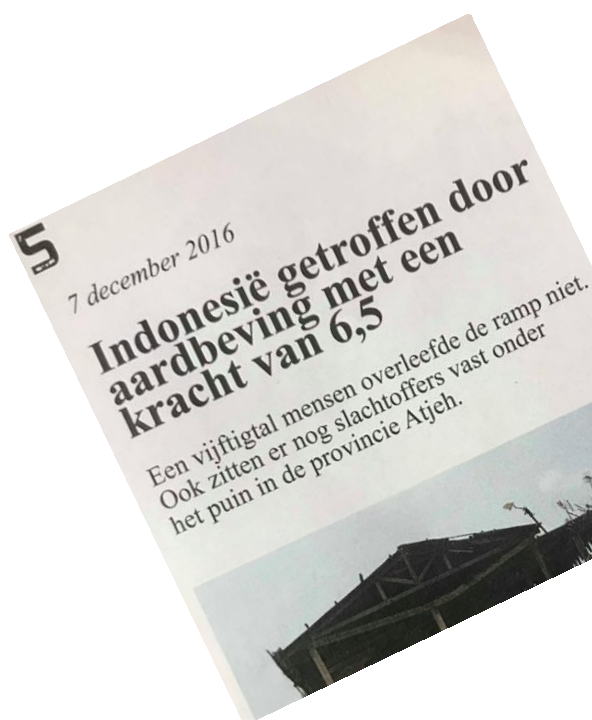 5
7 december 2016
Indonesië getroffen door
aardbeving met een
kracht van 6,5
Een vijftigtal mensen overleefde de ramp niet.
Ook zitten er nog slachtoffers vast onder
het puin in de provincie Atjeh.